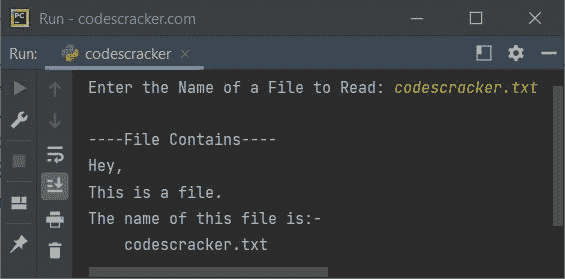 PC
Run - codescracker.com
Run: codescracker
Enter the Name of a File to Read: codescracker.txt
----File Contains----
Hey,
This is a file.
The name of this file is:-
    codescracker.txt